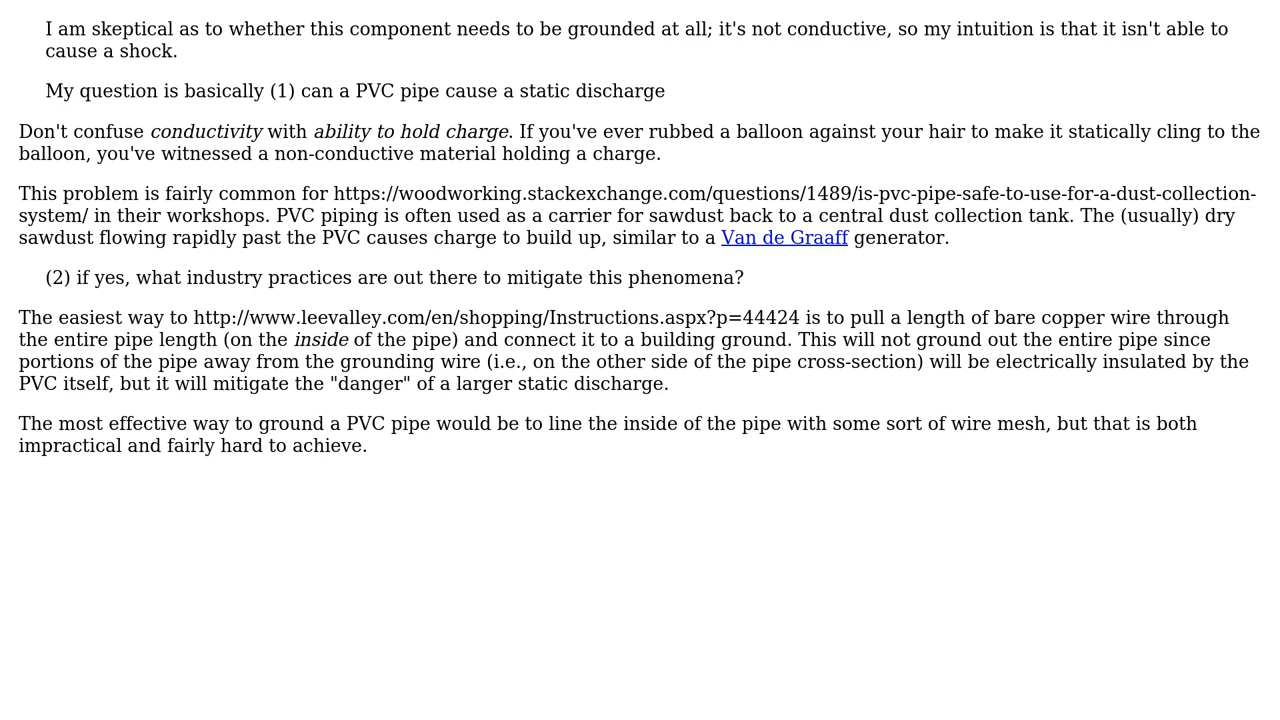 I am skeptical as to whether this component needs to be grounded at all; it's not conductive, so my intuition is that it isn't able to
cause a shock.
My question is basically (1) can a PVC pipe cause a static discharge
Don't confuse conductivity with ability to hold charge. If you've ever rubbed a balloon against your hair to make it statically cling to the
balloon, you've witnessed a non-conductive material holding a charge.
This problem is fairly common for https://woodworking.stackexchange.com/questions/1489/is-pvc-pipe-safe-to-use-for-a-dust-collection-
system/ in their workshops. PVC piping is often used as a carrier for sawdust back to a central dust collection tank. The (usually) dry
sawdust flowing rapidly past the PVC causes charge to build up, similar to a Van de Graaff generator.
(2) if yes, what industry practices are out there to mitigate this phenomena?
The easiest way to http://www.leevalley.com/en/shopping/Instructions.aspx?p=44424 is to pull a length of bare copper wire through
the entire pipe length (on the inside of the pipe) and connect it to a building ground. This will not ground out the entire pipe since
portions of the pipe away from the grounding wire (i.e., on the other side of the pipe cross-section) will be electrically insulated by the
PVC itself, but it will mitigate the "danger" of a larger static discharge.
The most effective way to ground a PVC pipe would be to line the inside of the pipe with some sort of wire mesh, but that is both
impractical and fairly hard to achieve.